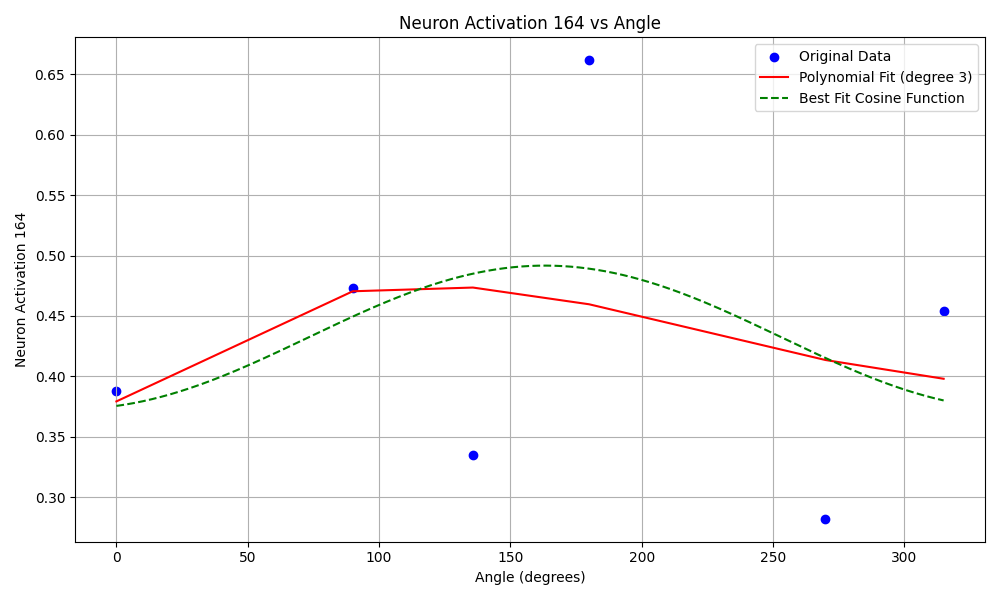 Neuron Activation 164 vs Angle
Original Data
Polynomial Fit (degree 3)
Best Fit Cosine Function
Neuron Activation 164
0.65
0.60
0.55
0.50
0.45
0.40
0.35
0.30
0 50 100 150 200 250 300
Angle (degrees)